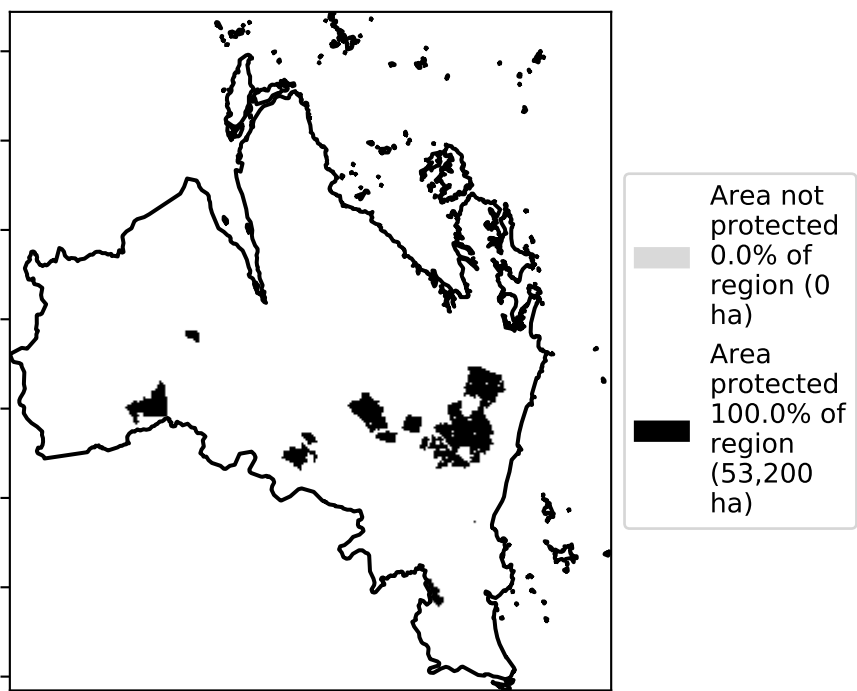 Area not
protected
0.0% of
region (0
ha)
Area
protected
100.0% of
region
(53,200
ha)